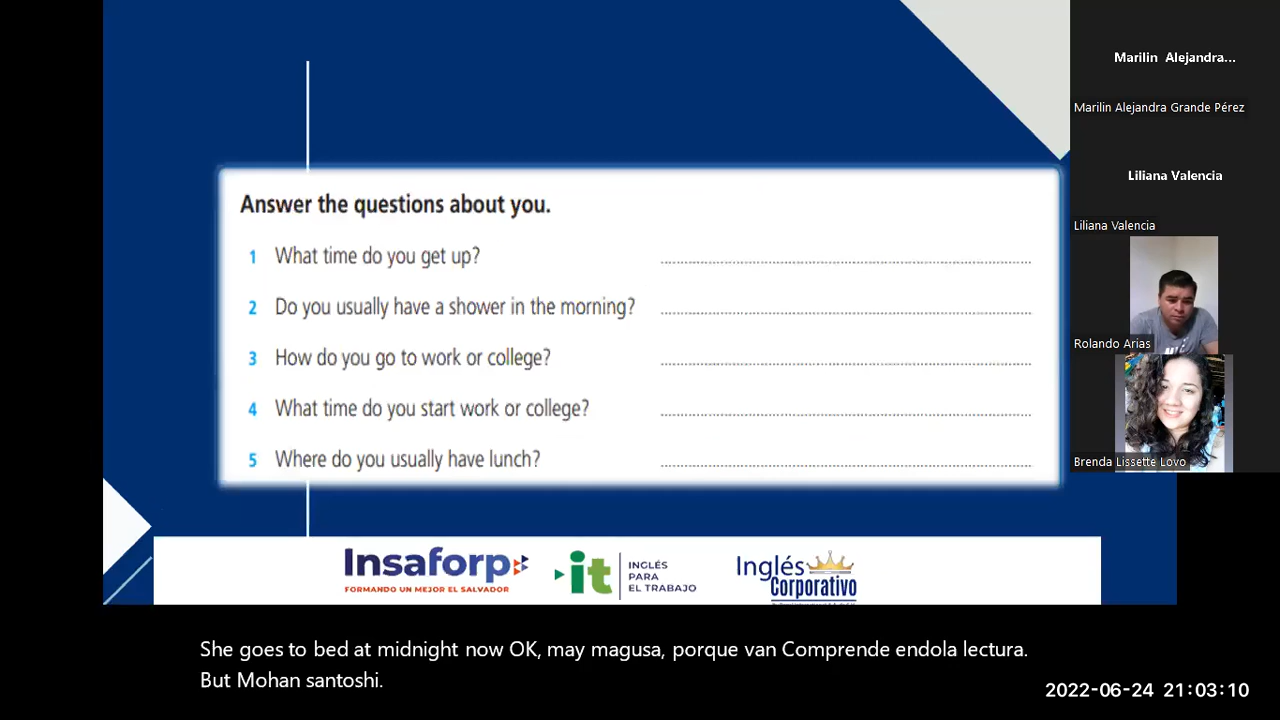 Answer the questions about you.
1 What time do you get up?
2 Do you usually have a shower in the morning?
3 How do you go to work or college?
4 What time do you start work or college?
5 Where do you usually have lunch?
Insaforp
FORMANDO UN MEJOR EL SALVADOR
it
INGLÉS
PARA
EL TRABAJO
Inglés
Corporativo
Marilin Alejandra...
Marilin Alejandra Grande Pérez
Liliana Valencia
Liliana Valencia
Rolando Arias
Brenda Lissette Lovo
She goes to bed at midnight now OK, may magusa, porque van Comprende endola lectura.
But Mohan santoshi.
2022-06-24 21:03:10